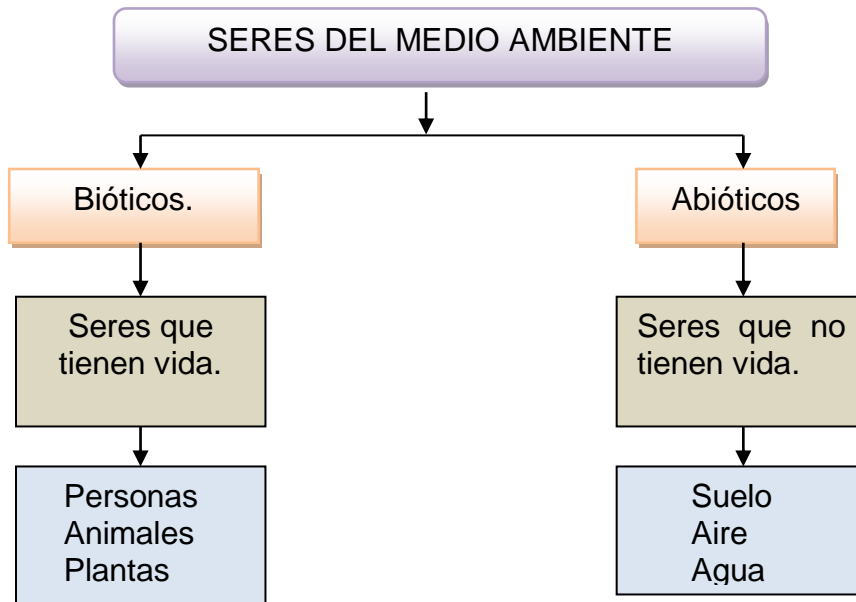 SERES DEL MEDIO AMBIENTE
Bióticos.
Abióticos
Seres que
tienen vida.
Seres que no
tienen vida.
Personas
Animales
Plantas
Suelo
Aire
Agua